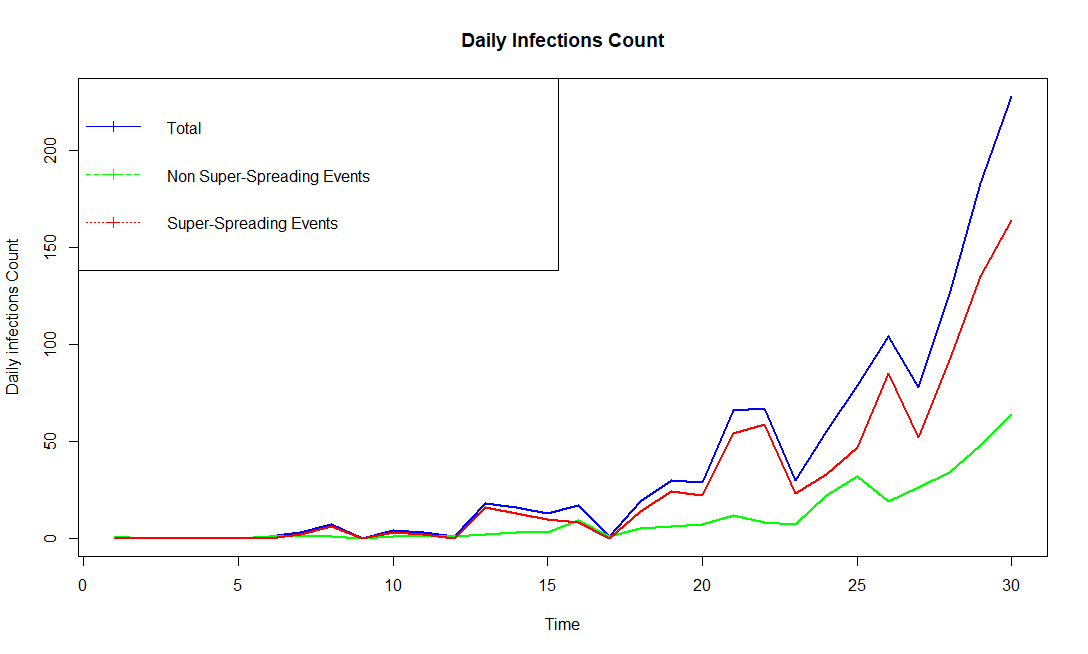 Daily Infections Count
Total
Non Super-Spreading Events
Super-Spreading Events
Daily infections Count
200
150
100
50
0
0 5 10 15 20 25 30
Time